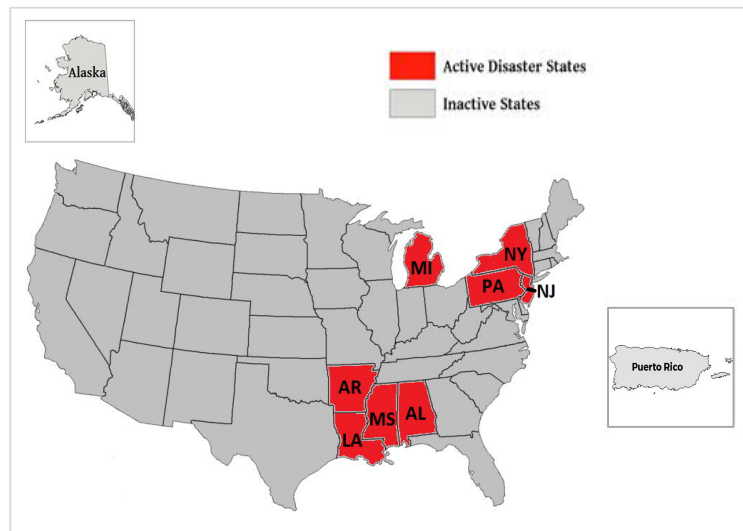 Alaska
Active Disaster States
Inactive States
MI
NY
PA
NJ
AR
MS
AL
LA
Puerto Rico